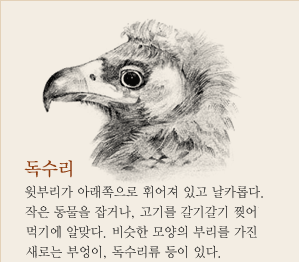 독수리
윗부리가 아래쪽으로 휘어져 있고 날카롭다.
작은 동물을 잡거나, 고기를 갈기갈기 찢어
먹기에 알맞다. 비슷한 모양의 부리를 가진
새로는 부엉이, 독수리류 등이 있다.